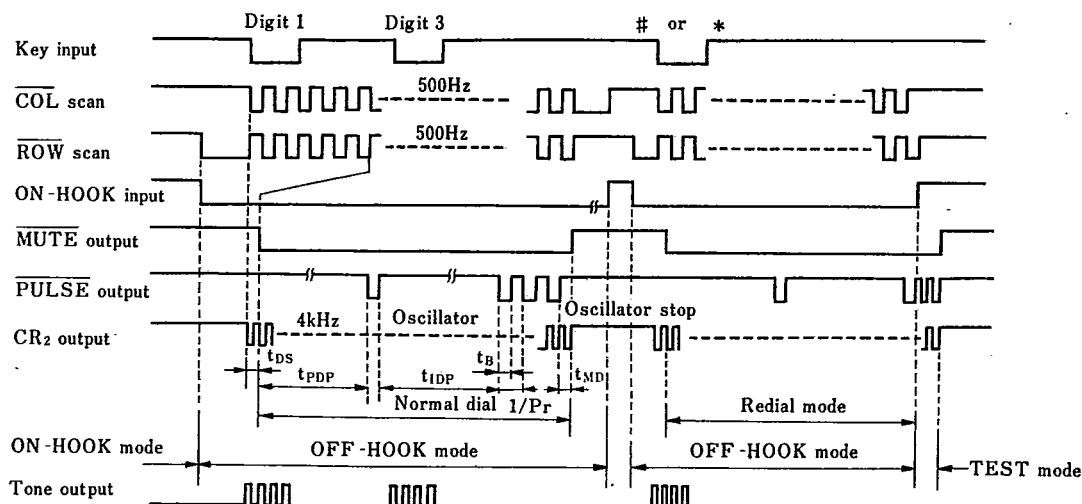 Digit 1 Digit 3 # or *
Key input
COL scan 500Hz
ROW scan 500Hz
ON-HOOK input
MUTE output
PULSE output
CR2 output 4kHz Oscillator Oscillator stop
tDS tPDP tIDP tB tMD
Normal dial 1/Pr Redial mode
ON-HOOK mode OFF-HOOK mode OFF-HOOK mode TEST mode
Tone output